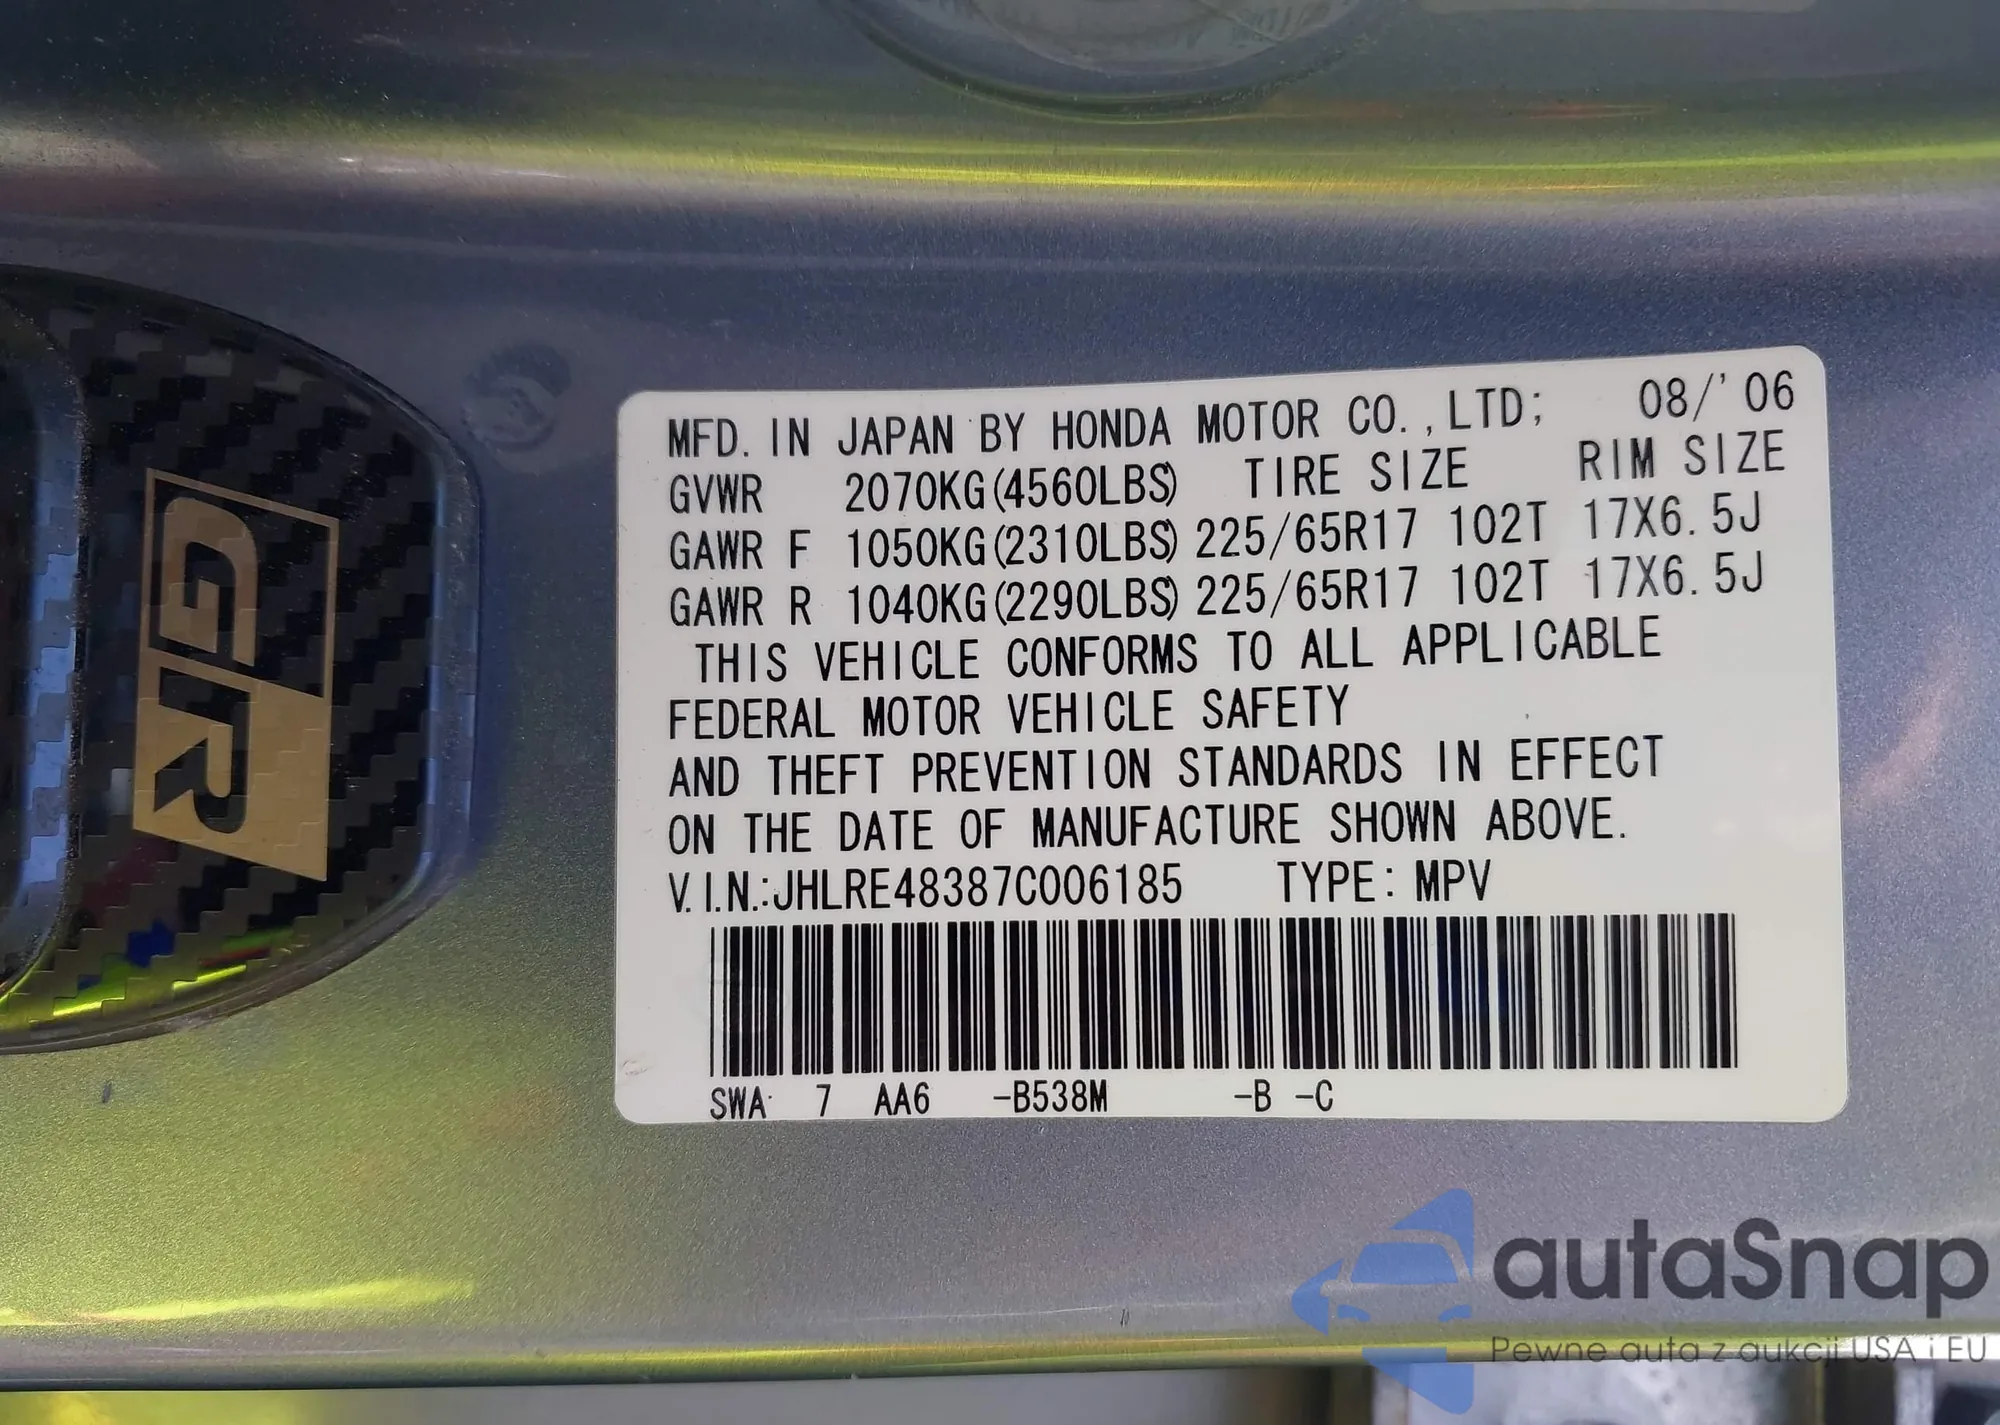 MFD. IN JAPAN BY HONDA MOTOR CO.,LTD; 08/'06
GVWR 2070KG(4560LBS) TIRE SIZE RIM SIZE
GAWR F 1050KG(2310LBS) 225/65R17 102T 17X6.5J
GAWR R 1040KG(2290LBS) 225/65R17 102T 17X6.5J
THIS VEHICLE CONFORMS TO ALL APPLICABLE
FEDERAL MOTOR VEHICLE SAFETY
AND THEFT PREVENTION STANDARDS IN EFFECT
ON THE DATE OF MANUFACTURE SHOWN ABOVE.
V.I.N.:JHLRE48387C006185 TYPE: MPV
SWA 7 AA6 -B538M -B -C
GR
autaSnap
Pewne auta z aukcji USA i EU